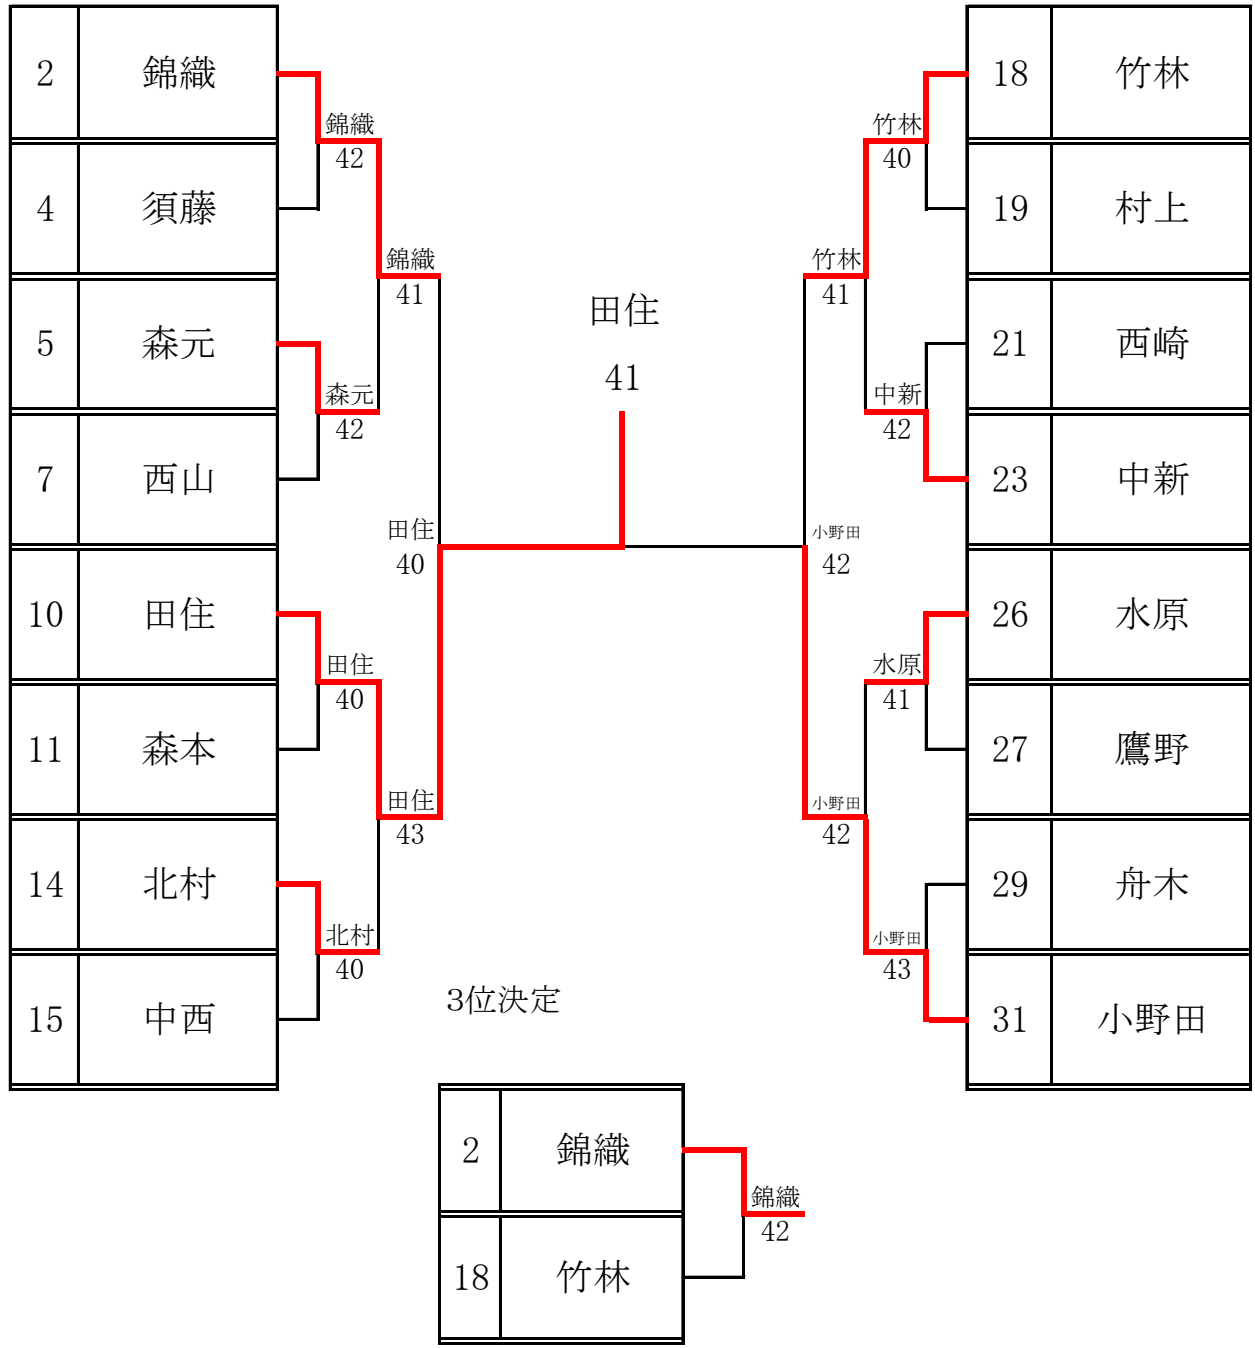 2 錦織
4 須藤
5 森元
7 西山
10 田住
11 森本
14 北村
15 中西
錦織
42
森元
42
田住
40
北村
40
錦織
41
田住
43
田住
40
田住
41
小野田
42
竹林
41
小野田
42
竹林
40
中新
42
水原
41
小野田
43
18 竹林
19 村上
21 西崎
23 中新
26 水原
27 鷹野
29 舟木
31 小野田
3位決定
2 錦織
18 竹林
錦織
42